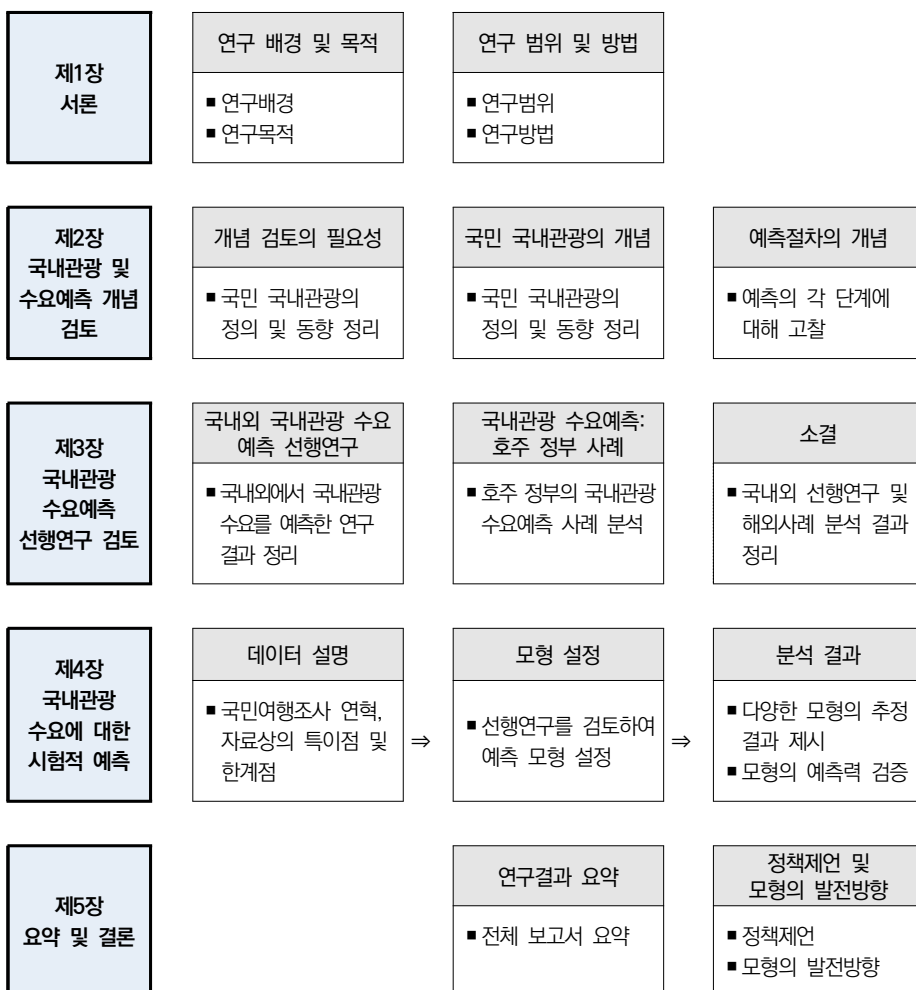 제1장
서론
연구 배경 및 목적
■ 연구배경
■ 연구목적
연구 범위 및 방법
■ 연구범위
■ 연구방법
제2장
국내관광 및
수요예측 개념
검토
개념 검토의 필요성
■ 국민 국내관광의
정의 및 동향 정리
국민 국내관광의 개념
■ 국민 국내관광의
정의 및 동향 정리
예측절차의 개념
■ 예측의 각 단계에
대해 고찰
제3장
국내관광
수요예측
선행연구 검토
국내외 국내관광 수요
예측 선행연구
■ 국내외에서 국내관광
수요를 예측한 연구
결과 정리
국내관광 수요예측:
호주 정부 사례
■ 호주 정부의 국내관광
수요예측 사례 분석
소결
■ 국내외 선행연구 및
해외사례 분석 결과
정리
제4장
국내관광
수요에 대한
시험적 예측
데이터 설명
■ 국민여행조사 연혁,
자료상의 특이점 및
한계점
⇒
모형 설정
■ 선행연구를 검토하여
예측 모형 설정
⇒
분석 결과
■ 다양한 모형의 추정
결과 제시
■ 모형의 예측력 검증
제5장
요약 및 결론
연구결과 요약
■ 전체 보고서 요약
정책제언 및
모형의 발전방향
■ 정책제언
■ 모형의 발전방향